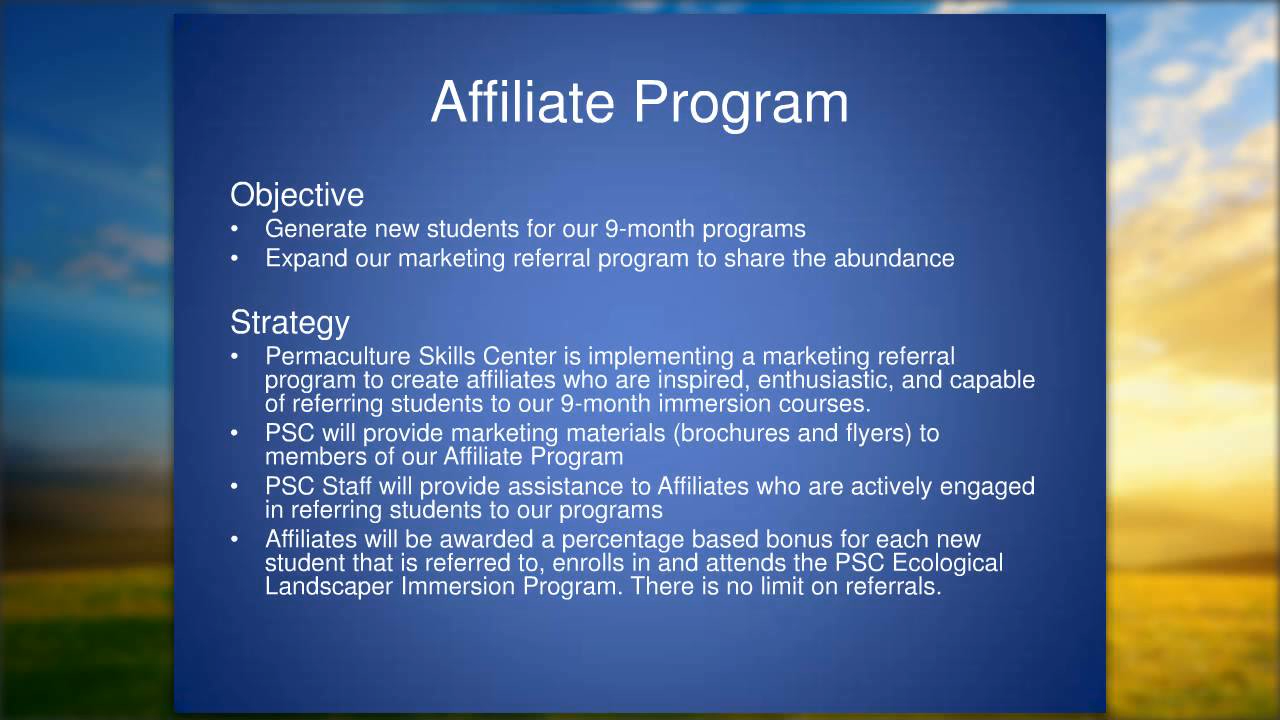 Affiliate Program
Objective
• Generate new students for our 9-month programs
• Expand our marketing referral program to share the abundance
Strategy
• Permaculture Skills Center is implementing a marketing referral
program to create affiliates who are inspired, enthusiastic, and capable
of referring students to our 9-month immersion courses.
• PSC will provide marketing materials (brochures and flyers) to
members of our Affiliate Program
• PSC Staff will provide assistance to Affiliates who are actively engaged
in referring students to our programs
• Affiliates will be awarded a percentage based bonus for each new
student that is referred to, enrolls in and attends the PSC Ecological
Landscaper Immersion Program. There is no limit on referrals.